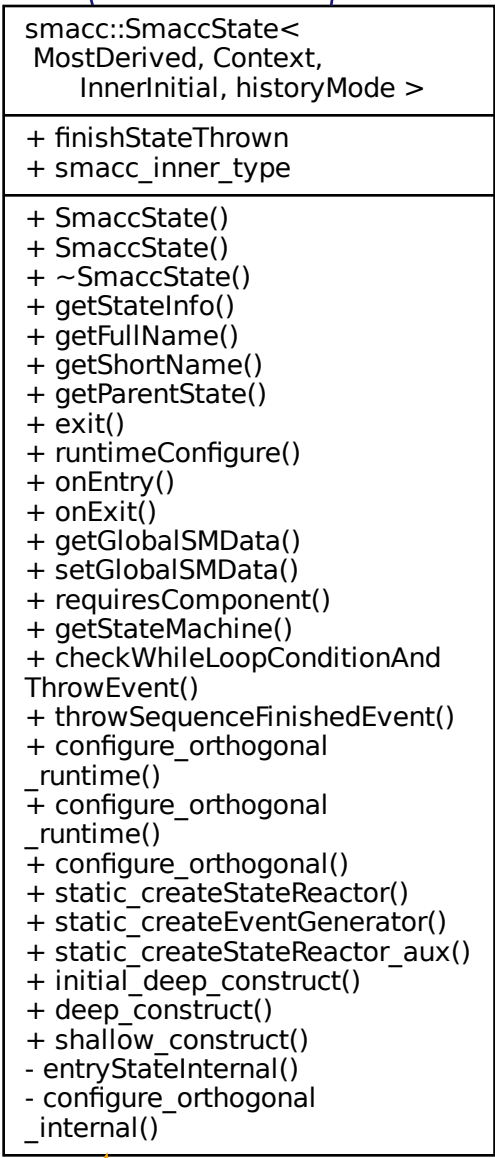 smacc::SmaccState<
MostDerived, Context,
InnerInitial, historyMode >
+ finishStateThrown
+ smacc_inner_type
+ SmaccState()
+ SmaccState()
+ ~SmaccState()
+ getStateInfo()
+ getFullName()
+ getShortName()
+ getParentState()
+ exit()
+ runtimeConfigure()
+ onEntry()
+ onExit()
+ getGlobalSMData()
+ setGlobalSMData()
+ requiresComponent()
+ getStateMachine()
+ checkWhileLoopConditionAnd
ThrowEvent()
+ throwSequenceFinishedEvent()
+ configure_orthogonal
_runtime()
+ configure_orthogonal
_runtime()
+ configure_orthogonal()
+ static_createStateReactor()
+ static_createEventGenerator()
+ static_createStateReactor_aux()
+ initial_deep_construct()
+ deep_construct()
+ shallow_construct()
- entryStateInternal()
- configure_orthogonal
_internal()